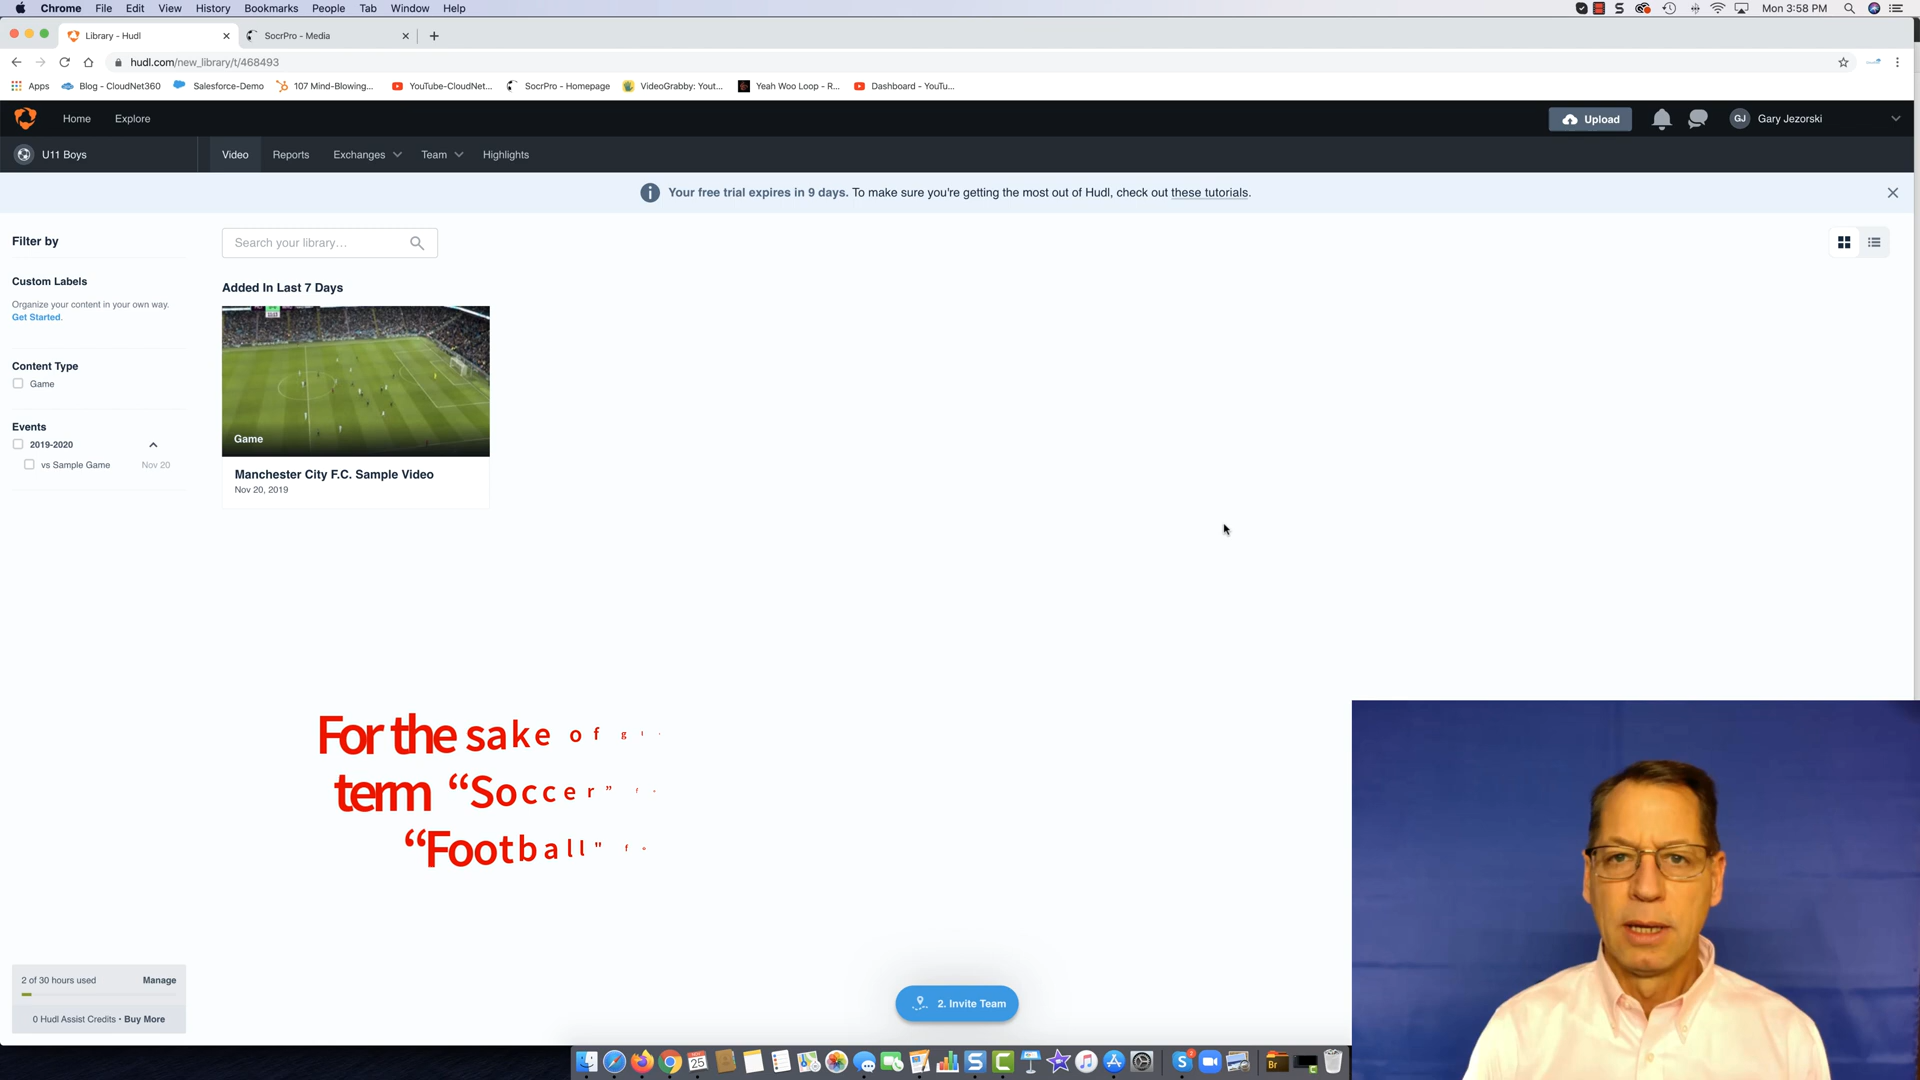 Chrome File Edit View History Bookmarks People Tab Window Help
Mon 3:58 PM
Library - Hudl
SocrPro - Media
hudl.com/new_library/t/468493
Apps Blog - CloudNet360 Salesforce-Demo 107 Mind-Blowing... YouTube-CloudNet... SocrPro - Homepage VideoGrabby: Yout... Yeah Woo Loop - R... Dashboard - YouTu...
Home Explore
Upload
GJ Gary Jezorski
U11 Boys
Video Reports Exchanges Team Highlights
Your free trial expires in 9 days. To make sure you're getting the most out of Hudl, check out these tutorials.
Filter by
Search your library...
Custom Labels
Organize your content in your own way.
Get Started.
Added In Last 7 Days
Content Type
Game
Events
2019-2020
vs Sample Game Nov 20
Game
Manchester City F.C. Sample Video
Nov 20, 2019
For the sake of
term “Soccer”
“Football"
2 of 30 hours used Manage
0 Hudl Assist Credits • Buy More
2. Invite Team
25
Br